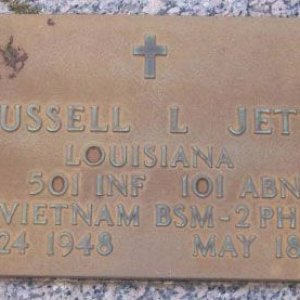 USSELL L JET
LOUISIANA
501 INF 101 ABN
VIETNAM BSM-2 PH
24 1948 MAY 18